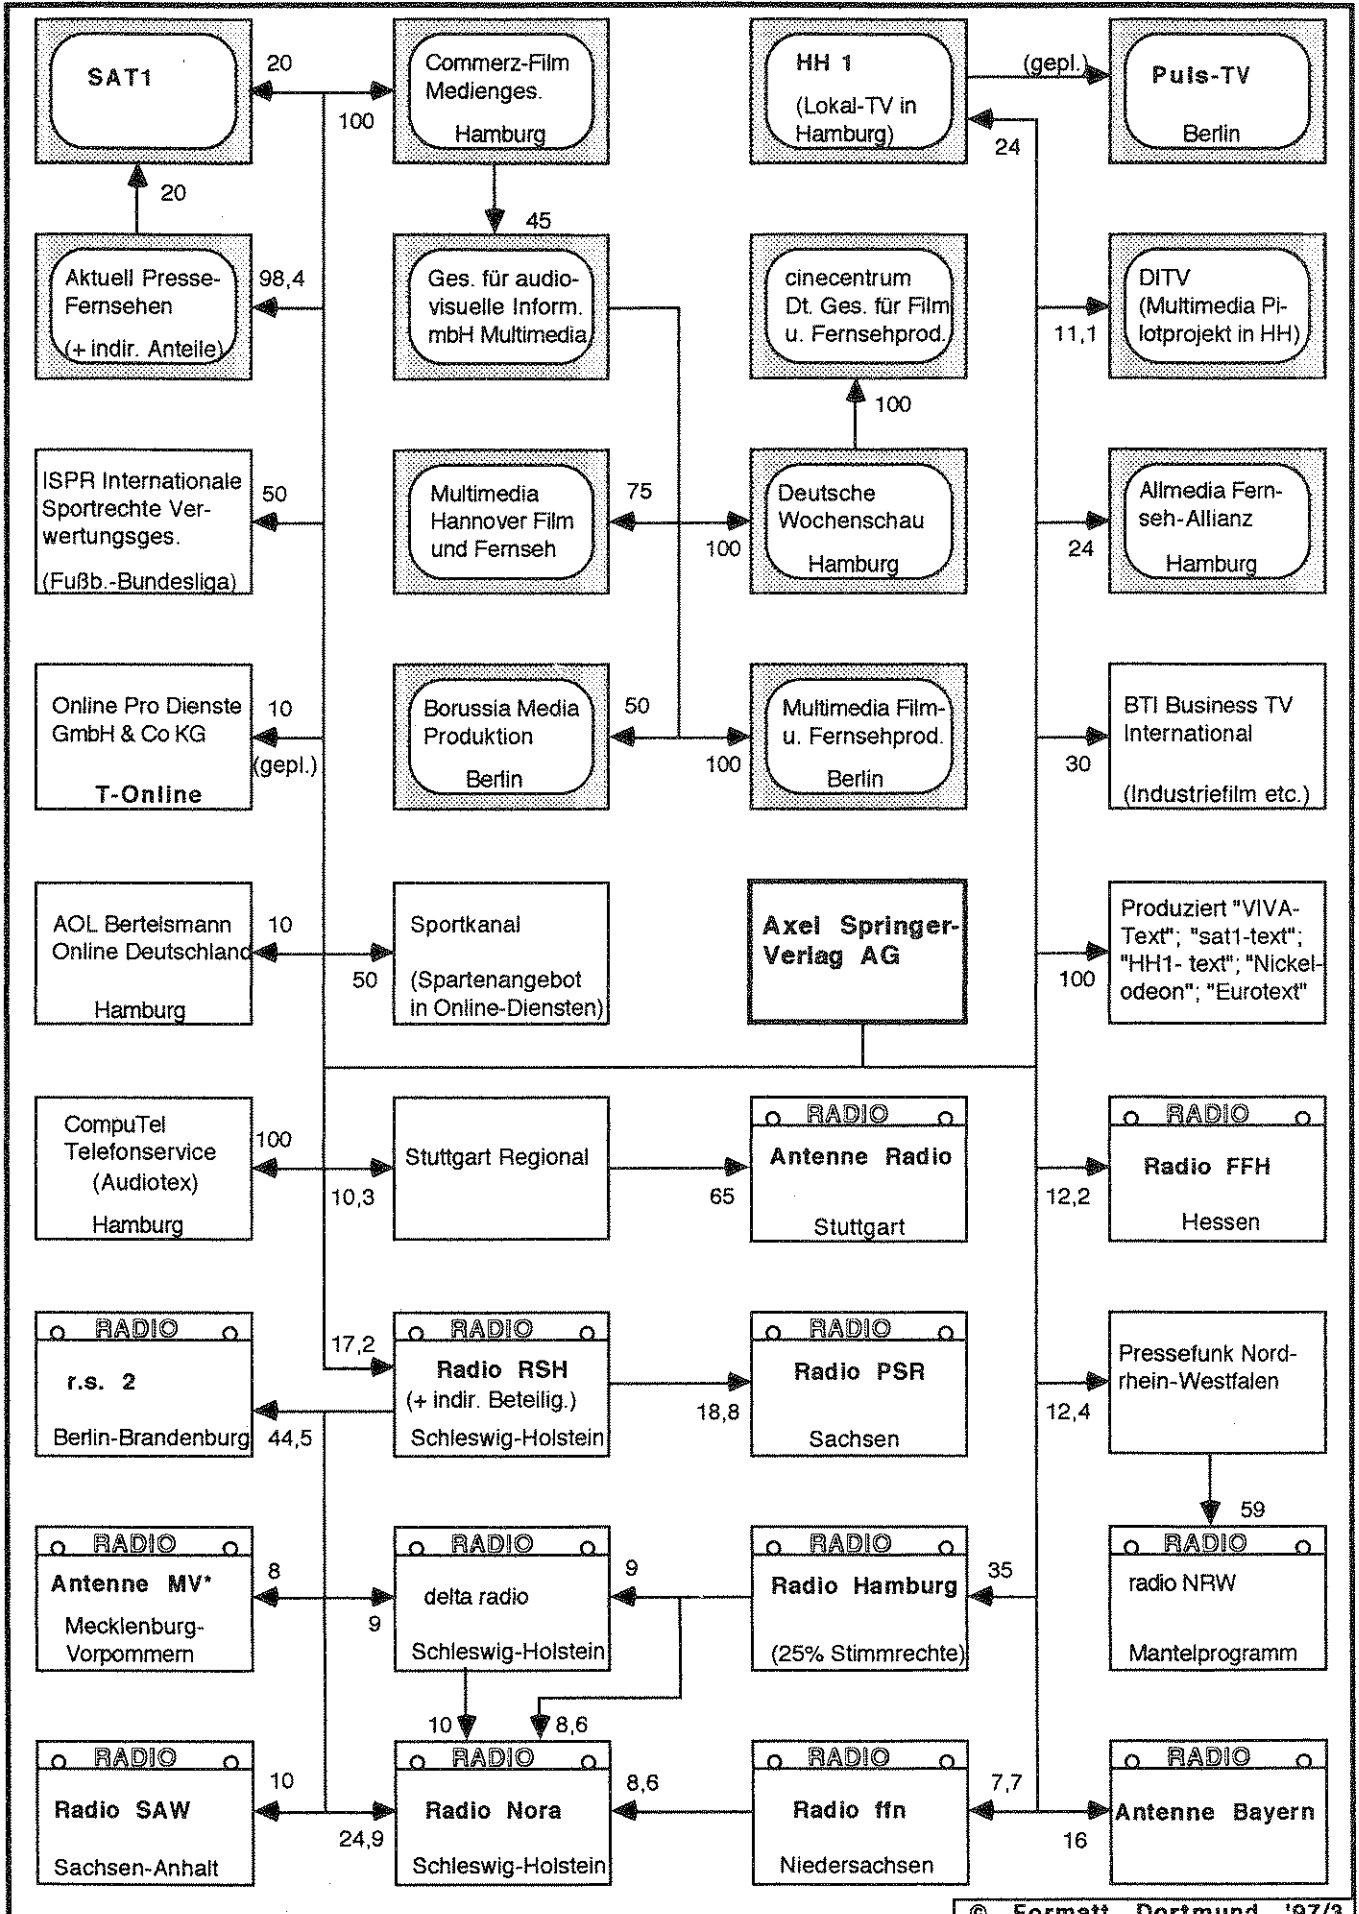 SAT1
20
100
Commerz-Film
Medienges.
Hamburg
HH 1
(Lokal-TV in
Hamburg)
(gepl.)
24
Puls-TV
Berlin
20
45
Aktuell Presse-
Fernsehen
(+ indir. Anteile)
98,4
Ges. für audio-
visuelle Inform.
mbH Multimedia
cinecentrum
Dt. Ges. für Film
u. Fernsehprod.
11,1
DITV
(Multimedia Pi-
lotprojekt in HH)
100
ISPR Internationale
Sportrechte Ver-
wertungsges.
(Fußb.-Bundesliga)
50
Multimedia
Hannover Film
und Fernseh
75
100
Deutsche
Wochenschau
Hamburg
24
Allmedia Fern-
seh-Allianz
Hamburg
Online Pro Dienste
GmbH & Co KG
T-Online
10
(gepl.)
Borussia Media
Produktion
Berlin
50
100
Multimedia Film-
u. Fernsehprod.
Berlin
30
BTI Business TV
International
(Industriefilm etc.)
AOL Bertelsmann
Online Deutschland
Hamburg
10
50
Sportkanal
(Spartenangebot
in Online-Diensten)
Axel Springer-
Verlag AG
100
Produziert "VIVA-
Text"; "sat1-text";
"HH1- text"; "Nickel-
odeon"; "Eurotext"
CompuTel
Telefonservice
(Audiotex)
Hamburg
100
10,3
Stuttgart Regional
65
RADIO
Antenne Radio
Stuttgart
12,2
RADIO
Radio FFH
Hessen
RADIO
r.s. 2
Berlin-Brandenburg
17,2
44,5
RADIO
Radio RSH
(+ indir. Beteilig.)
Schleswig-Holstein
18,8
RADIO
Radio PSR
Sachsen
12,4
Pressefunk Nord-
rhein-Westfalen
59
RADIO
Antenne MV*
Mecklenburg-
Vorpommern
8
9
RADIO
delta radio
Schleswig-Holstein
9
RADIO
Radio Hamburg
(25% Stimmrechte)
35
RADIO
radio NRW
Mantelprogramm
10
8,6
RADIO
Radio SAW
Sachsen-Anhalt
10
24,9
RADIO
Radio Nora
Schleswig-Holstein
8,6
RADIO
Radio ffn
Niedersachsen
7,7
16
RADIO
Antenne Bayern
© Formatt Dortmund '97/3